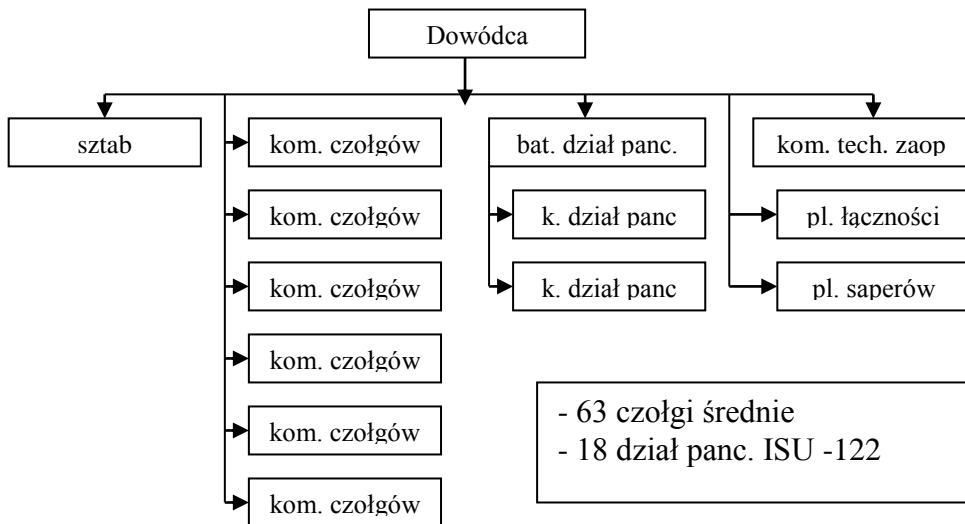 Dowódca
sztab
kom. czołgów
bat. dział panc.
kom. tech. zaop
kom. czołgów
k. dział panc
pl. łączności
kom. czołgów
k. dział panc
pl. saperów
kom. czołgów
kom. czołgów
kom. czołgów
- 63 czołgi średnie
- 18 dział panc. ISU -122